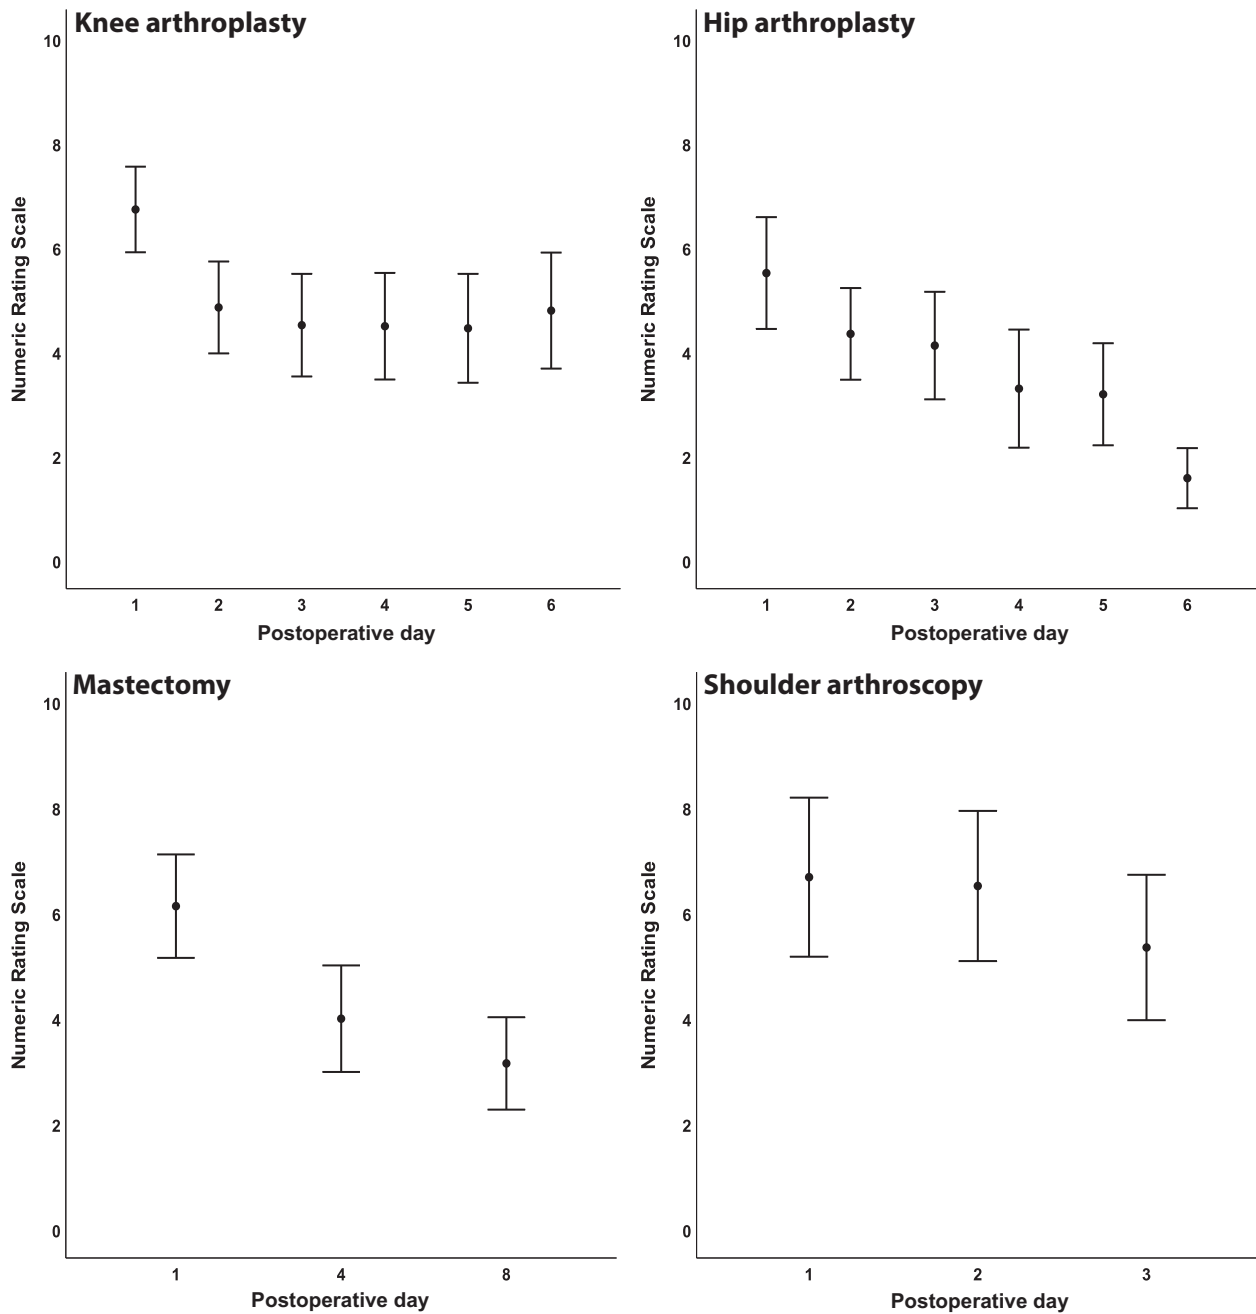 Knee arthroplasty
10
8
6
4
2
0
Numeric Rating Scale
1 2 3 4 5 6
Postoperative day
Hip arthroplasty
10
8
6
4
2
0
Numeric Rating Scale
1 2 3 4 5 6
Postoperative day
Mastectomy
10
8
6
4
2
0
Numeric Rating Scale
1 4 8
Postoperative day
Shoulder arthroscopy
10
8
6
4
2
0
Numeric Rating Scale
1 2 3
Postoperative day